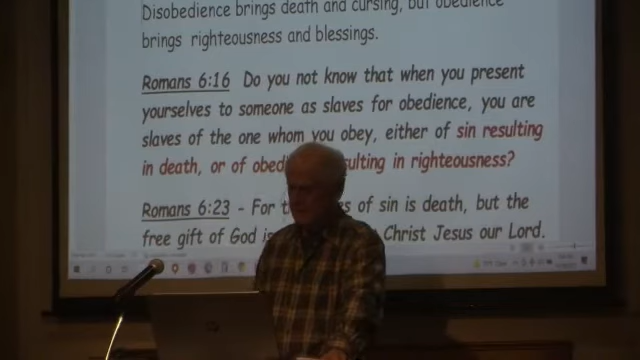 Disobedience brings death and cursing, but obedience
brings righteousness and blessings.
Romans 6:16 Do you not know that when you present
yourselves to someone as slaves for obedience, you are
slaves of the one whom you obey, either of sin resulting
in death, or of obed ulting in righteousness?
Romans 6:23 - For t es of sin is death, but the
free gift of God is Christ Jesus our Lord.